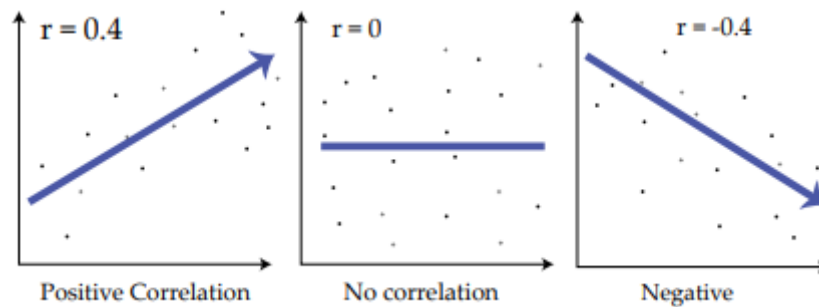 r = 0.4
r = 0
r = -0.4
Positive Correlation
No correlation
Negative